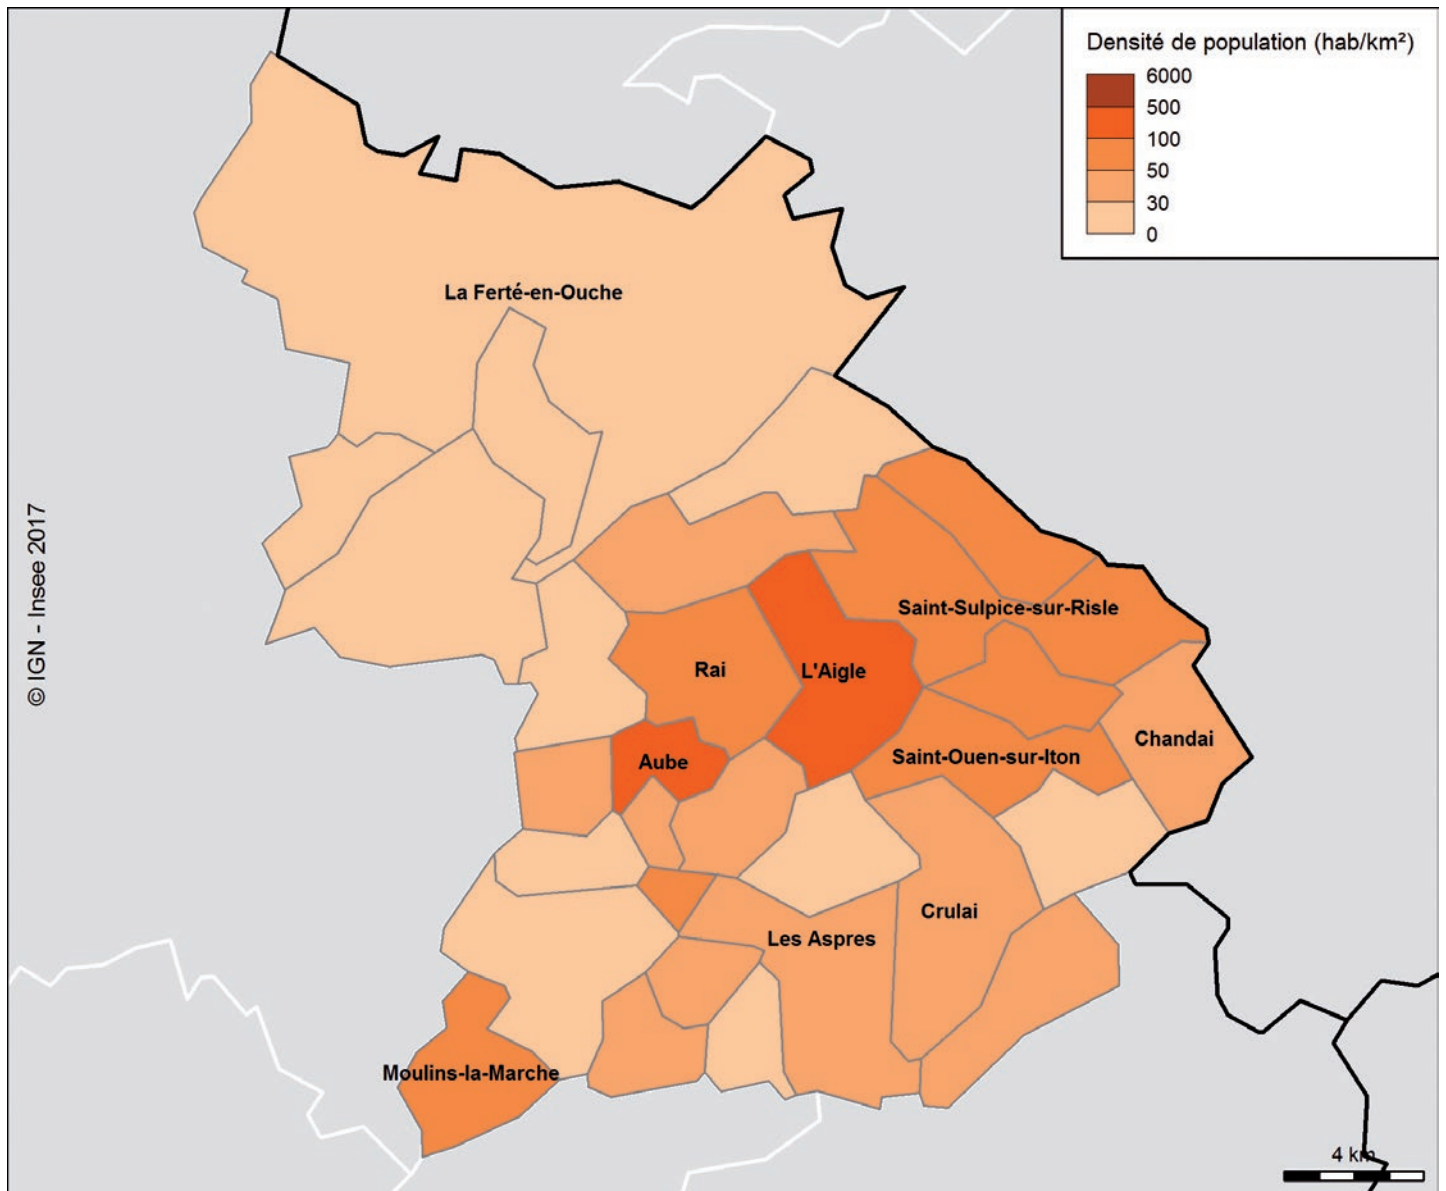 Densité de population (hab/km²)
6000
500
100
50
30
0
La Ferté-en-Ouche
© IGN - Insee 2017
Saint-Sulpice-sur-Risle
Rai
L'Aigle
Chandai
Aube
Saint-Ouen-sur-Iton
Crulai
Les Aspres
Moulins-la-Marche
4 km